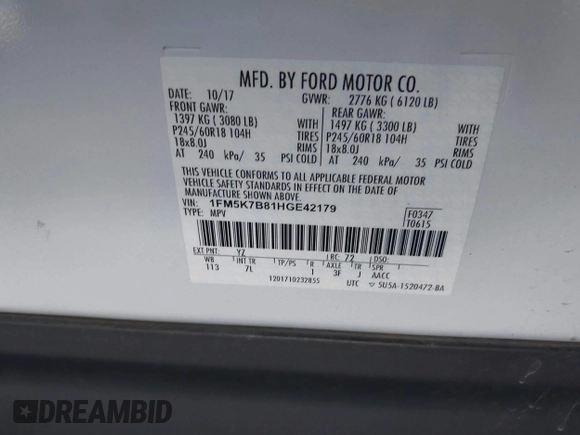 MFD. BY FORD MOTOR CO.
DATE: 10/17 GVWR: 2776 KG ( 6120 LB)
FRONT GAWR: REAR GAWR:
1397 KG ( 3080 LB) WITH 1497 KG ( 3300 LB) WITH
P245/60R18 104H TIRES P245/60R18 104H TIRES
18x8.0J RIMS 18x8.0J RIMS
AT 240 kPa/ 35 PSI COLD AT 240 kPa/ 35 PSI COLD
THIS VEHICLE CONFORMS TO ALL APPLICABLE FEDERAL MOTOR
VEHICLE SAFETY STANDARDS IN EFFECT ON THE DATE OF
MANUFACTURE SHOWN ABOVE.
VIN: 1FM5K7B81HGE42179 F0347
TYPE: MPV T0615
EXT PNT: YZ RC: 72 DSO:
WB INT TR TP/PS R AXLE TR SPR
113 7L 1 3F J AACC
1201710232855 UTC ▽ 5U5A-1520472-BA
DREAMBID